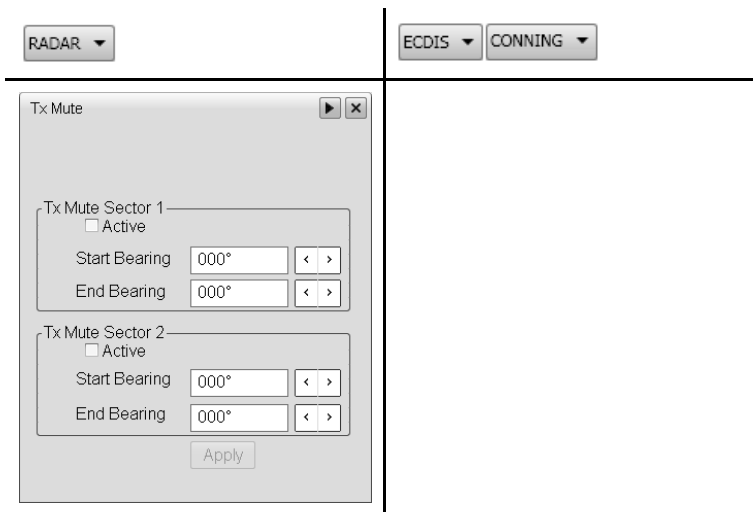 RADAR
ECDIS CONNING
Tx Mute
Tx Mute Sector 1
Active
Start Bearing 000°
End Bearing 000°
Tx Mute Sector 2
Active
Start Bearing 000°
End Bearing 000°
Apply